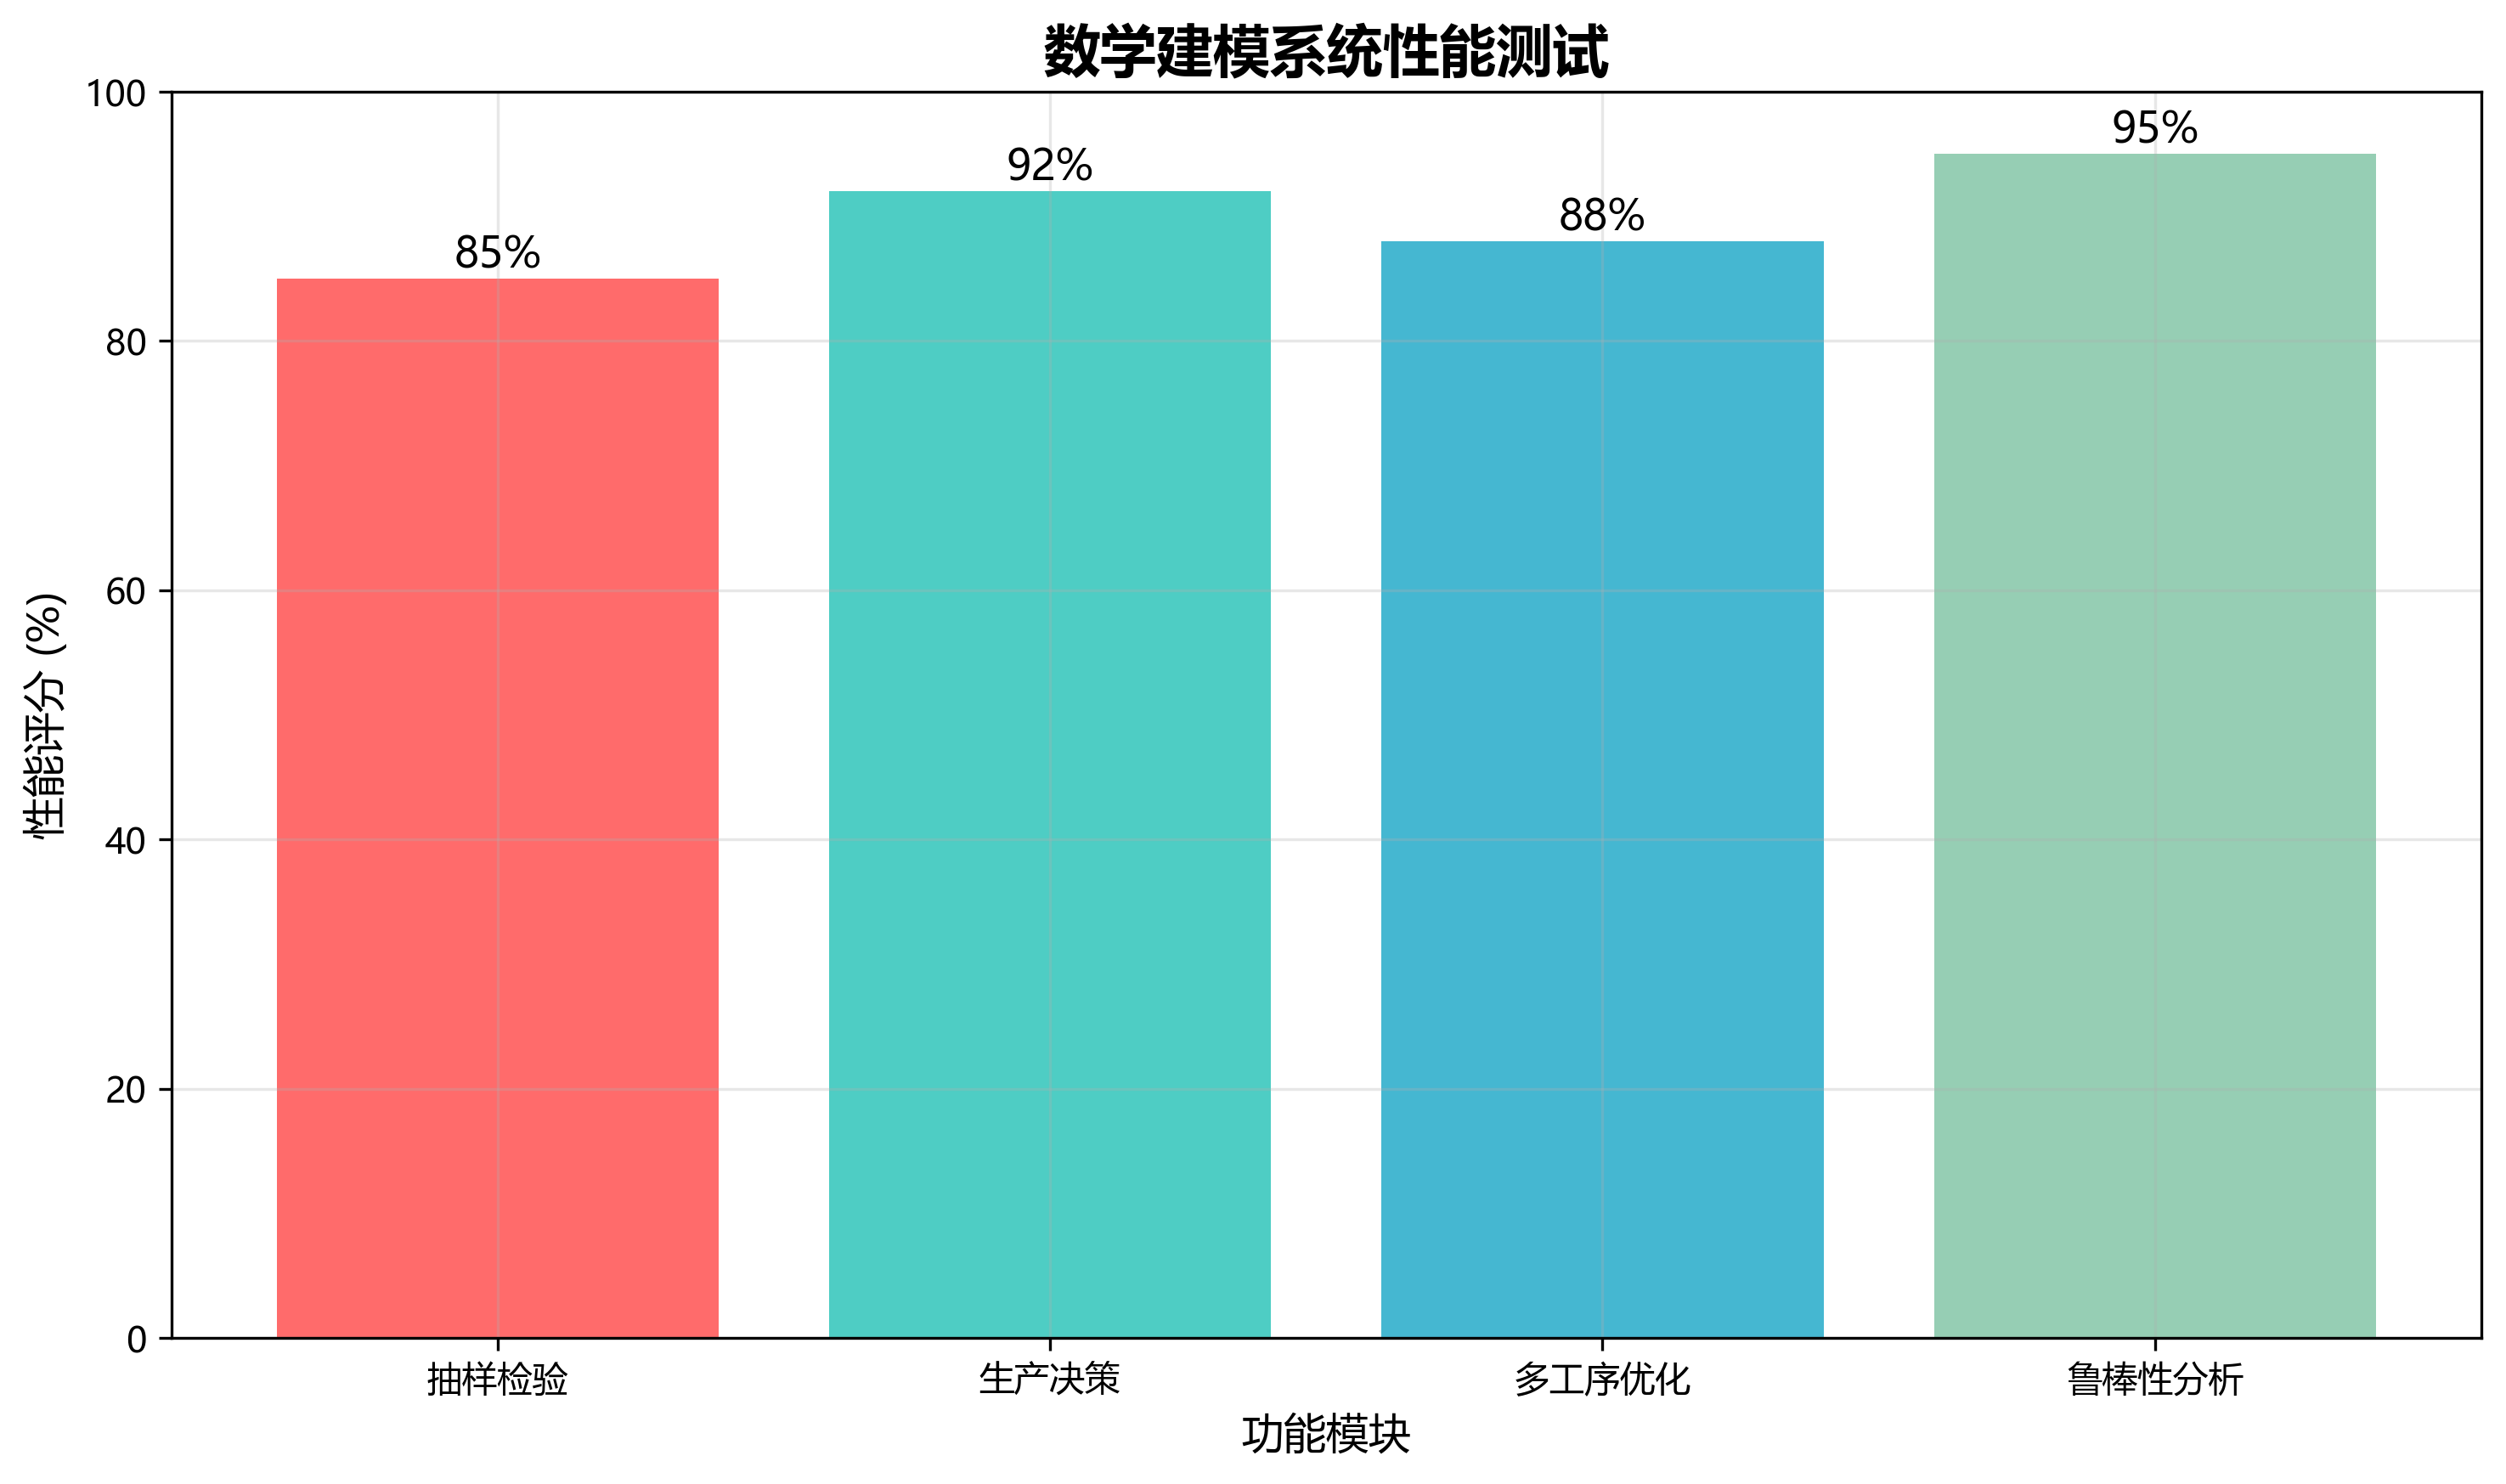 数学建模系统性能测试
100
80
60
40
20
0
性能评分 (%)
85%
92%
88%
95%
抽样检验
生产决策
多工序优化
鲁棒性分析
功能模块